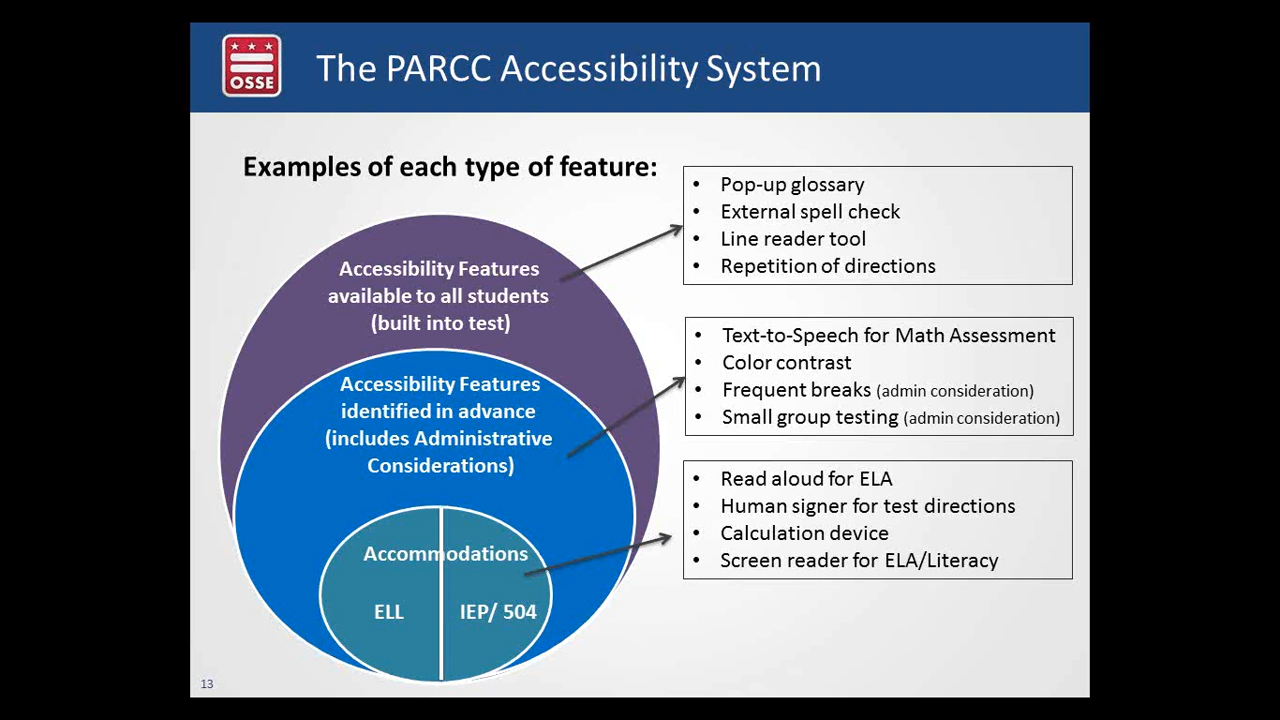 OSSE
The PARCC Accessibility System
Examples of each type of feature:
Accessibility Features
available to all students
(built into test)
Accessibility Features
identified in advance
(includes Administrative
Considerations)
Accommodations
ELL
IEP/ 504
• Pop-up glossary
• External spell check
• Line reader tool
• Repetition of directions
• Text-to-Speech for Math Assessment
• Color contrast
• Frequent breaks (admin consideration)
• Small group testing (admin consideration)
• Read aloud for ELA
• Human signer for test directions
• Calculation device
• Screen reader for ELA/Literacy
13